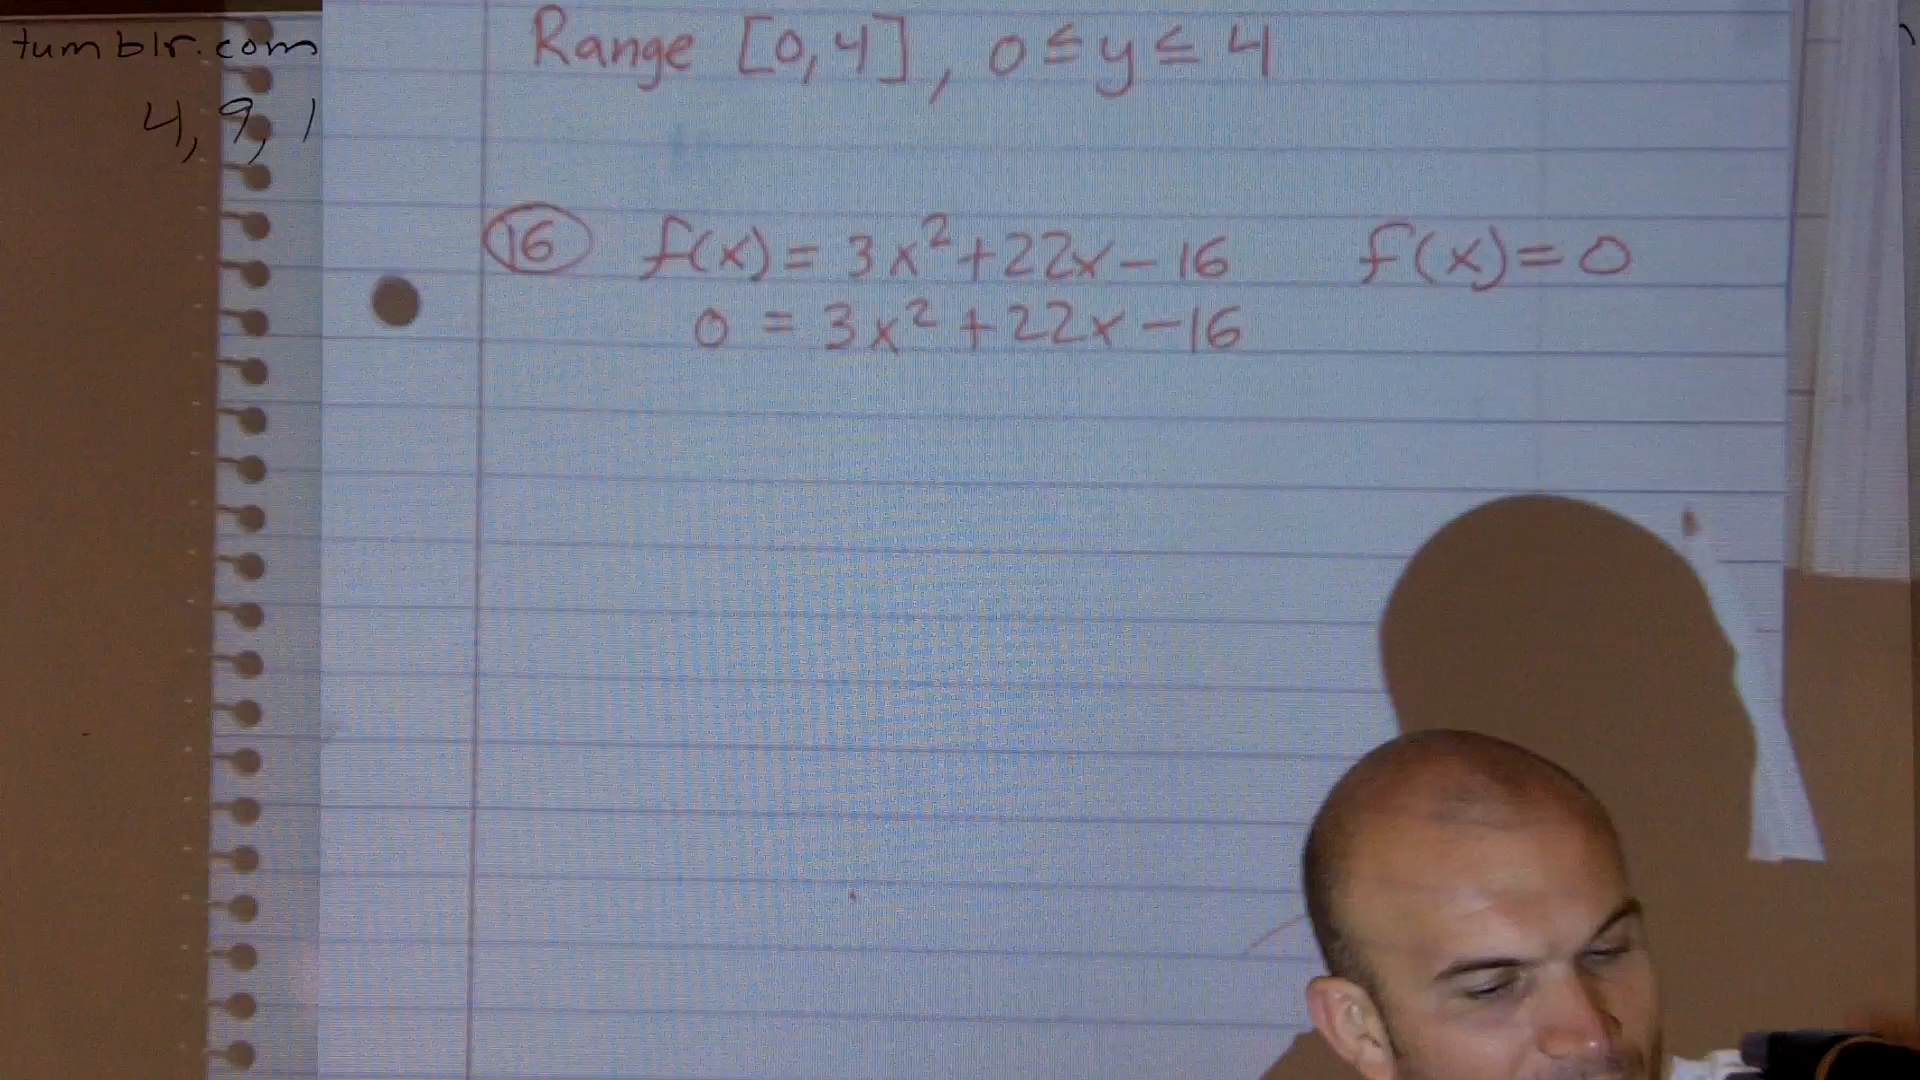 tumblr.com
4, 9, 1
Range [0,4], 0≤y≤4
16 f(x)=3x²+22x-16 f(x)=0
0=3x²+22x-16